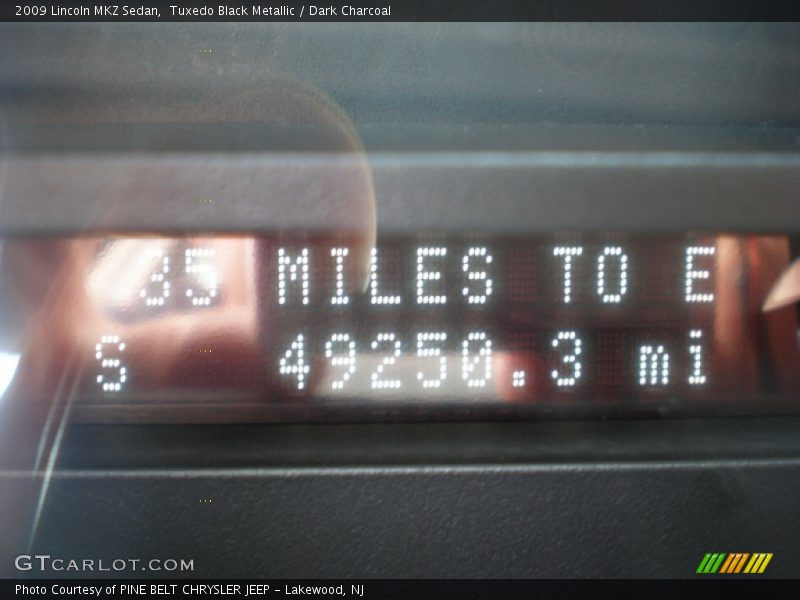 2009 Lincoln MKZ Sedan,  Tuxedo Black Metallic / Dark Charcoal
35 MILES TO E
S 49250.3 mi
GTCARLOT.COM
Photo Courtesy of PINE BELT CHRYSLER JEEP - Lakewood, NJ